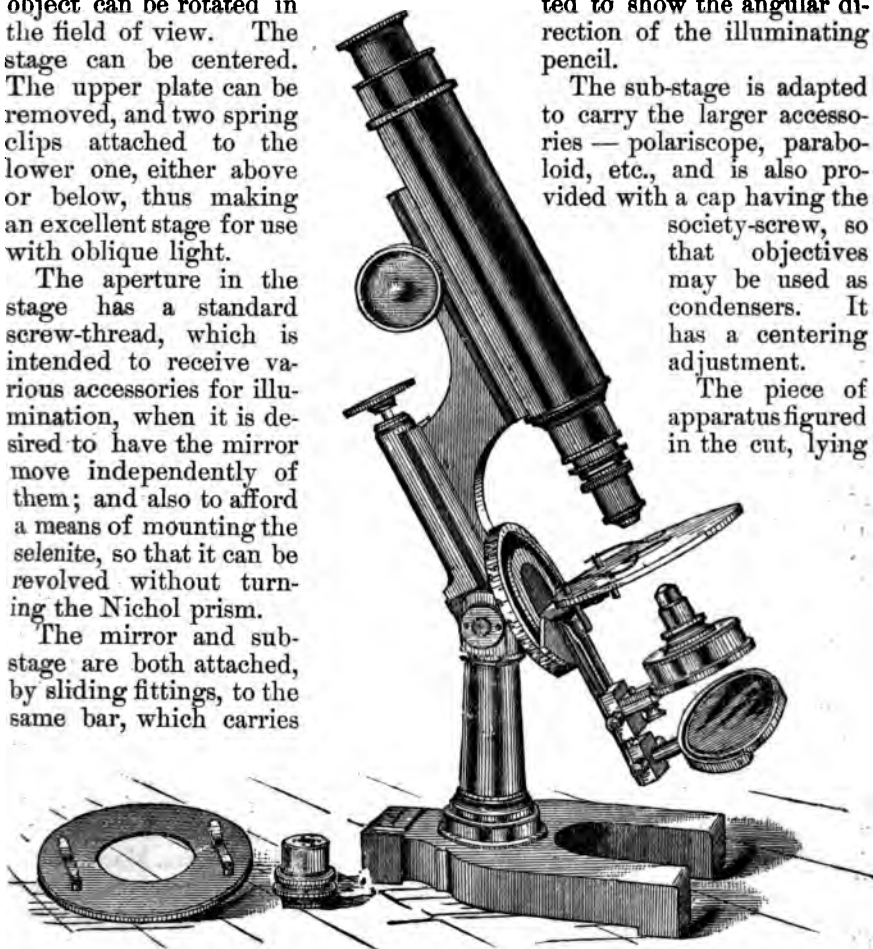 object can be rotated in
the field of view. The
stage can be centered.
The upper plate can be
removed, and two spring
clips attached to the
lower one, either above
or below, thus making
an excellent stage for use
with oblique light.
The aperture in the
stage has a standard
screw-thread, which is
intended to receive va-
rious accessories for illu-
mination, when it is de-
sired to have the mirror
move independently of
them; and also to afford
a means of mounting the
selenite, so that it can be
revolved without turn-
ing the Nichol prism.
The mirror and sub-
stage are both attached,
by sliding fittings, to the
same bar, which carries
ted to show the angular di-
rection of the illuminating
pencil.
The sub-stage is adapted
to carry the larger accesso-
ries — polariscope, parabo-
loid, etc., and is also pro-
vided with a cap having the
society-screw, so
that objectives
may be used as
condensers. It
has a centering
adjustment.
The piece of
apparatus figured
in the cut, lying